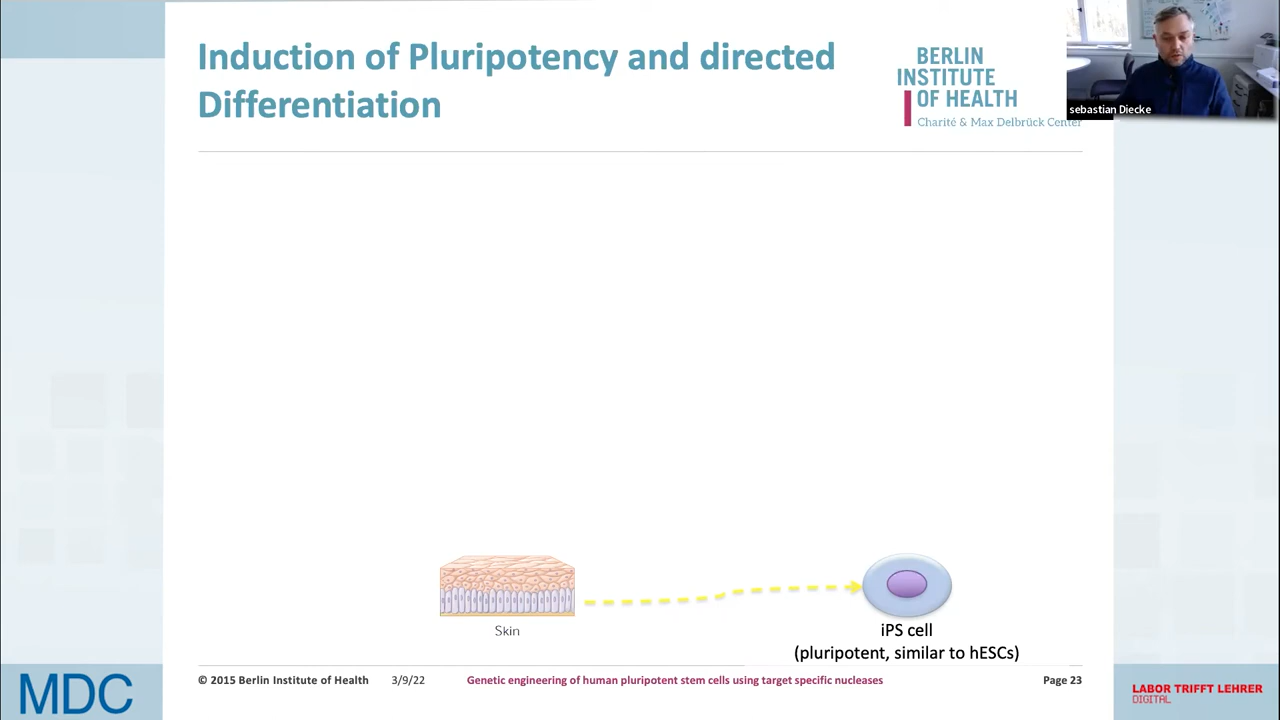 Induction of Pluripotency and directed
Differentiation
BERLIN
INSTITUTE
OF HEALTH
Charité & Max Delbrück Center
sebastian Diecke
Skin
iPS cell
(pluripotent, similar to hESCs)
© 2015 Berlin Institute of Health
3/9/22
Genetic engineering of human pluripotent stem cells using target specific nucleases
Page 23
MDC
LABOR TRIFFT LEHRER
DIGITAL